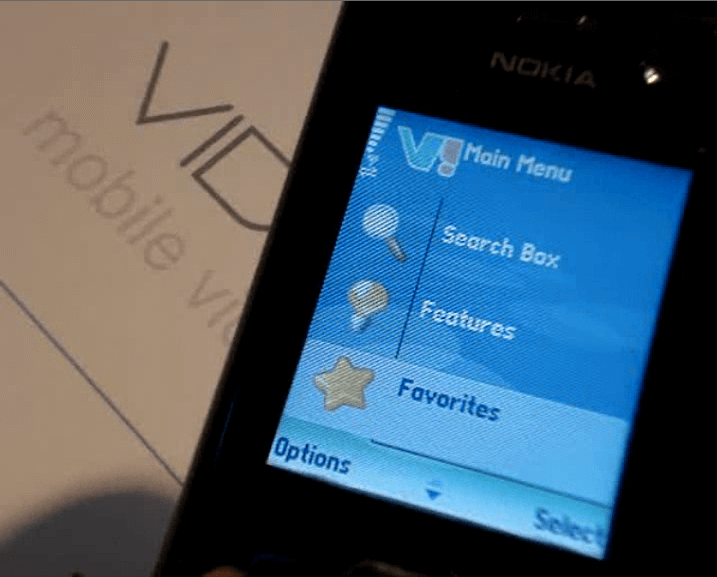 VID
mobile vi
NOKIA
V! Main Menu
Search Box
Features
Favorites
Options
Select